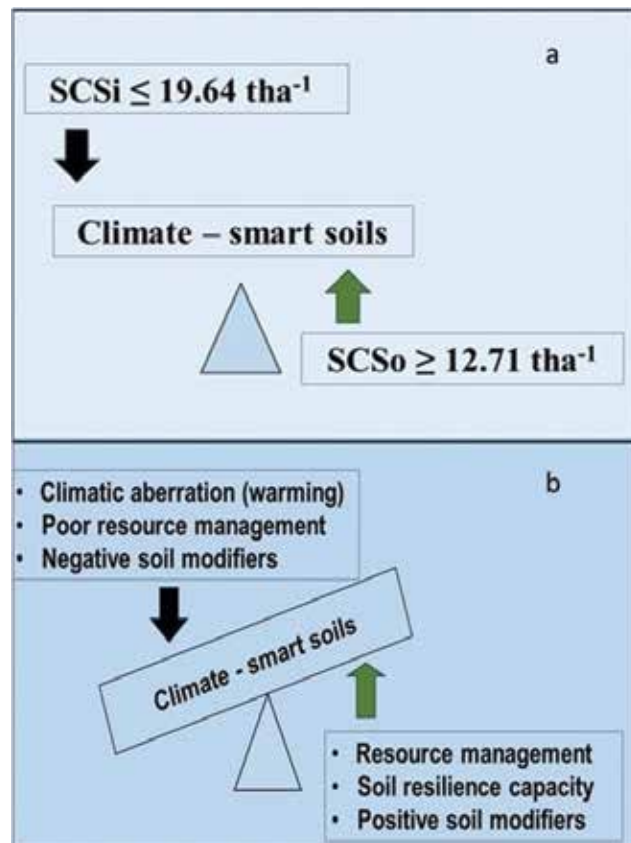 a
SCSi ≤ 19.64 tha⁻¹
Climate – smart soils
SCSo ≥ 12.71 tha⁻¹
b
• Climatic aberration (warming)
• Poor resource management
• Negative soil modifiers
Climate - smart soils
• Resource management
• Soil resilience capacity
• Positive soil modifiers